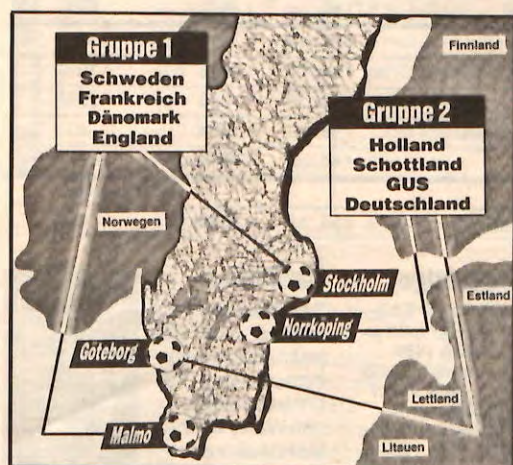 Gruppe 1
Schweden
Frankreich
Dänomark
England
Finnland
Gruppe 2
Holland
Schottland
GUS
Deutschland
Norwegen
Stockholm
Estland
Norrköping
Göteborg
Lettland
Malmö
Litauen